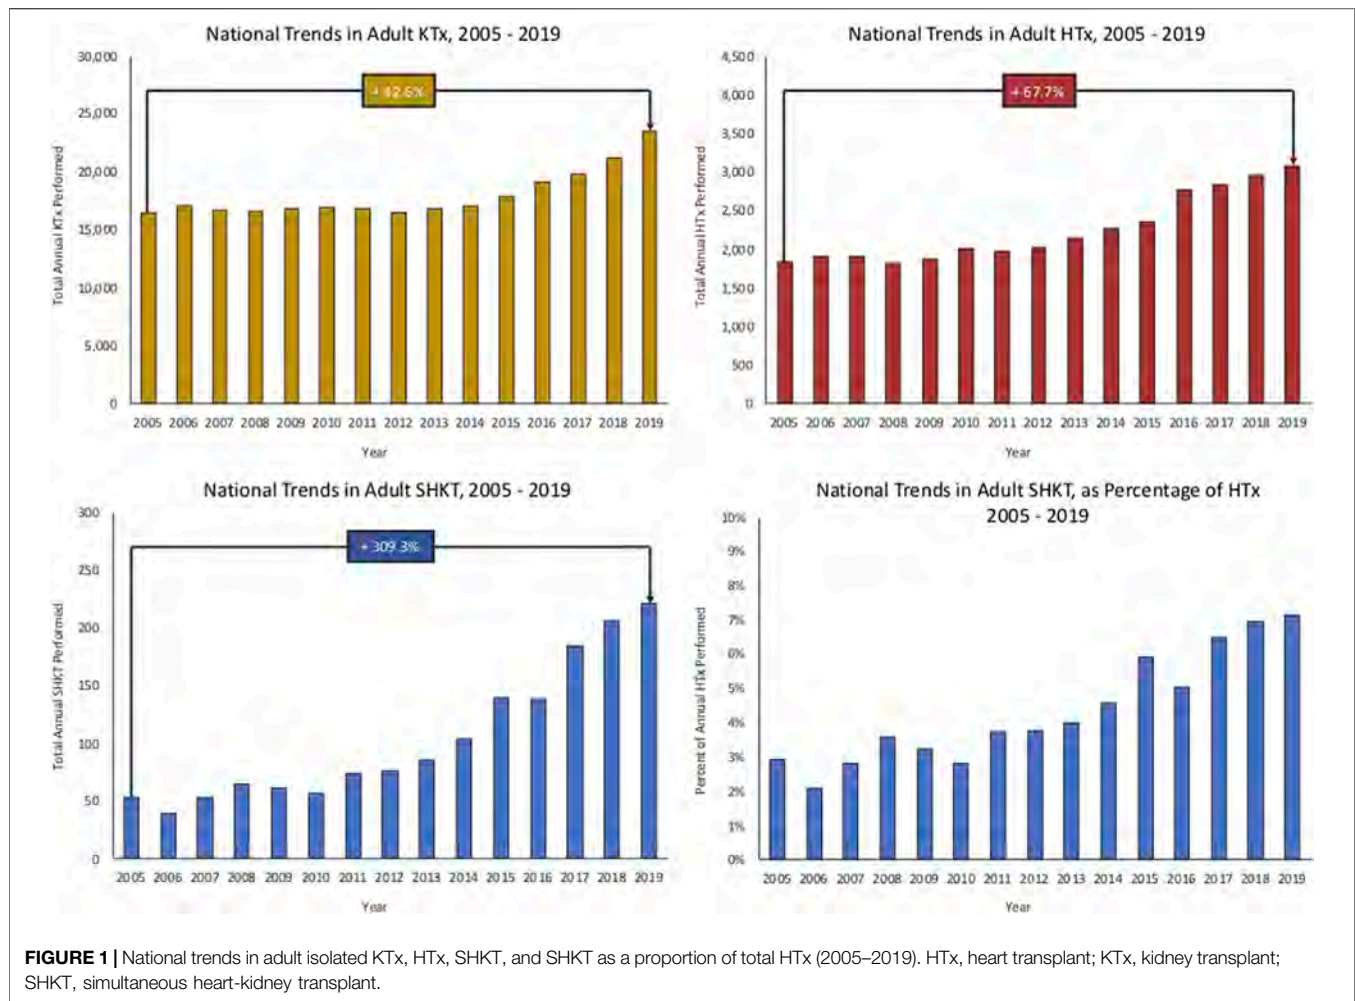 National Trends in Adult KTx, 2005 - 2019
Total Annual KTx Performed
30,000
25,000
20,000
15,000
10,000
5,000
0
+ 42.6%
2005 2006 2007 2008 2009 2010 2011 2012 2013 2014 2015 2016 2017 2018 2019
Year
National Trends in Adult HTx, 2005 - 2019
Total Annual HTx Performed
4,500
4,000
3,500
3,000
2,500
2,000
1,500
1,000
500
0
+ 67.7%
2005 2006 2007 2008 2009 2010 2011 2012 2013 2014 2015 2016 2017 2018 2019
Year
National Trends in Adult SHKT, 2005 - 2019
Total Annual SHKT Performed
300
250
200
150
100
50
0
+ 309.3%
2005 2006 2007 2008 2009 2010 2011 2012 2013 2014 2015 2016 2017 2018 2019
Year
National Trends in Adult SHKT, as Percentage of HTx
2005 - 2019
Percent of Annual HTx Performed
10%
9%
8%
7%
6%
5%
4%
3%
2%
1%
0%
2005 2006 2007 2008 2009 2010 2011 2012 2013 2014 2015 2016 2017 2018 2019
Year
FIGURE 1 | National trends in adult isolated KTx, HTx, SHKT, and SHKT as a proportion of total HTx (2005–2019). HTx, heart transplant; KTx, kidney transplant;
SHKT, simultaneous heart-kidney transplant.